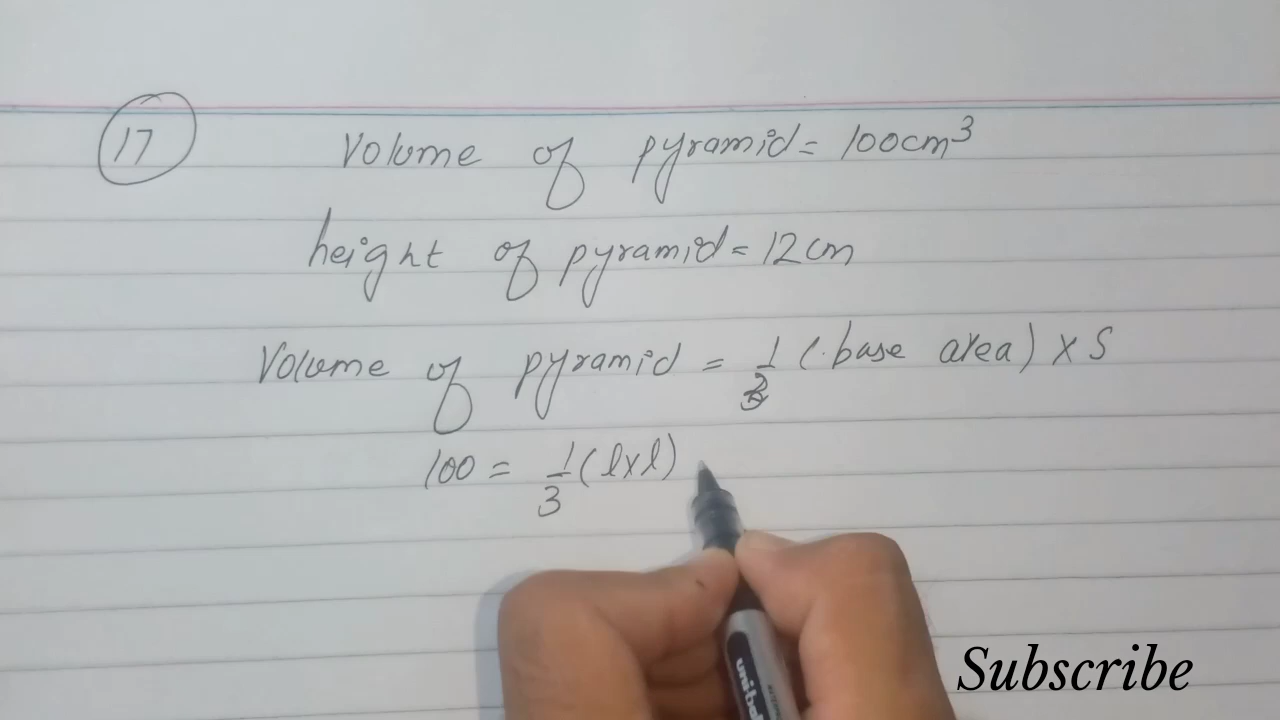 17
Volume of pyramid = 100cm³
height of pyramid = 12cm
Volume of pyramid = 1/3 (base area) x S
100 = 1/3 (lxl)
Subscribe